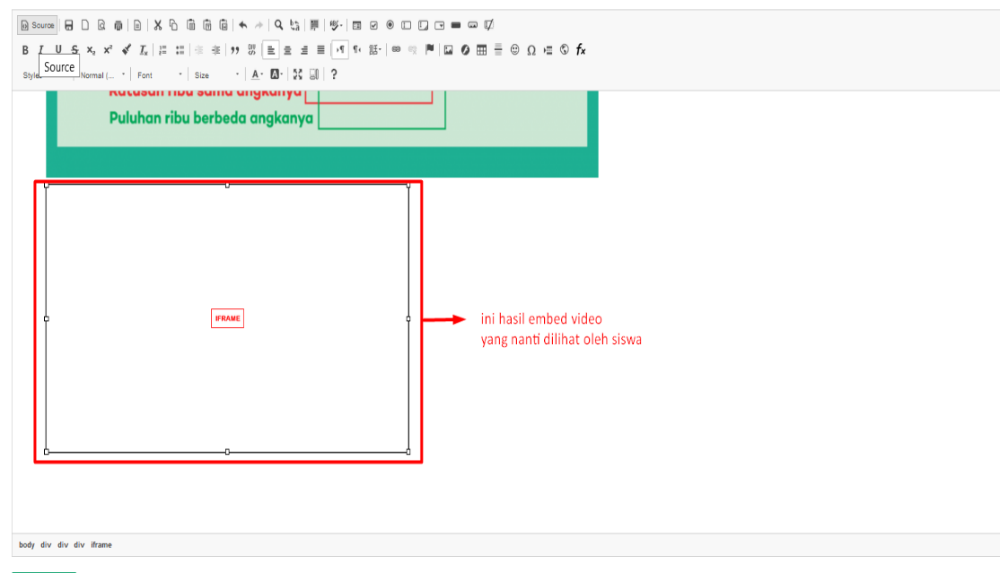 Source
B I U S x₂ x² Tₓ
Source
Styles Normal (... Font Size A A ?
Ratusan ribu sama angkanya
Puluhan ribu berbeda angkanya
IFRAME
ini hasil embed video
yang nanti dilihat oleh siswa
body div div div iframe